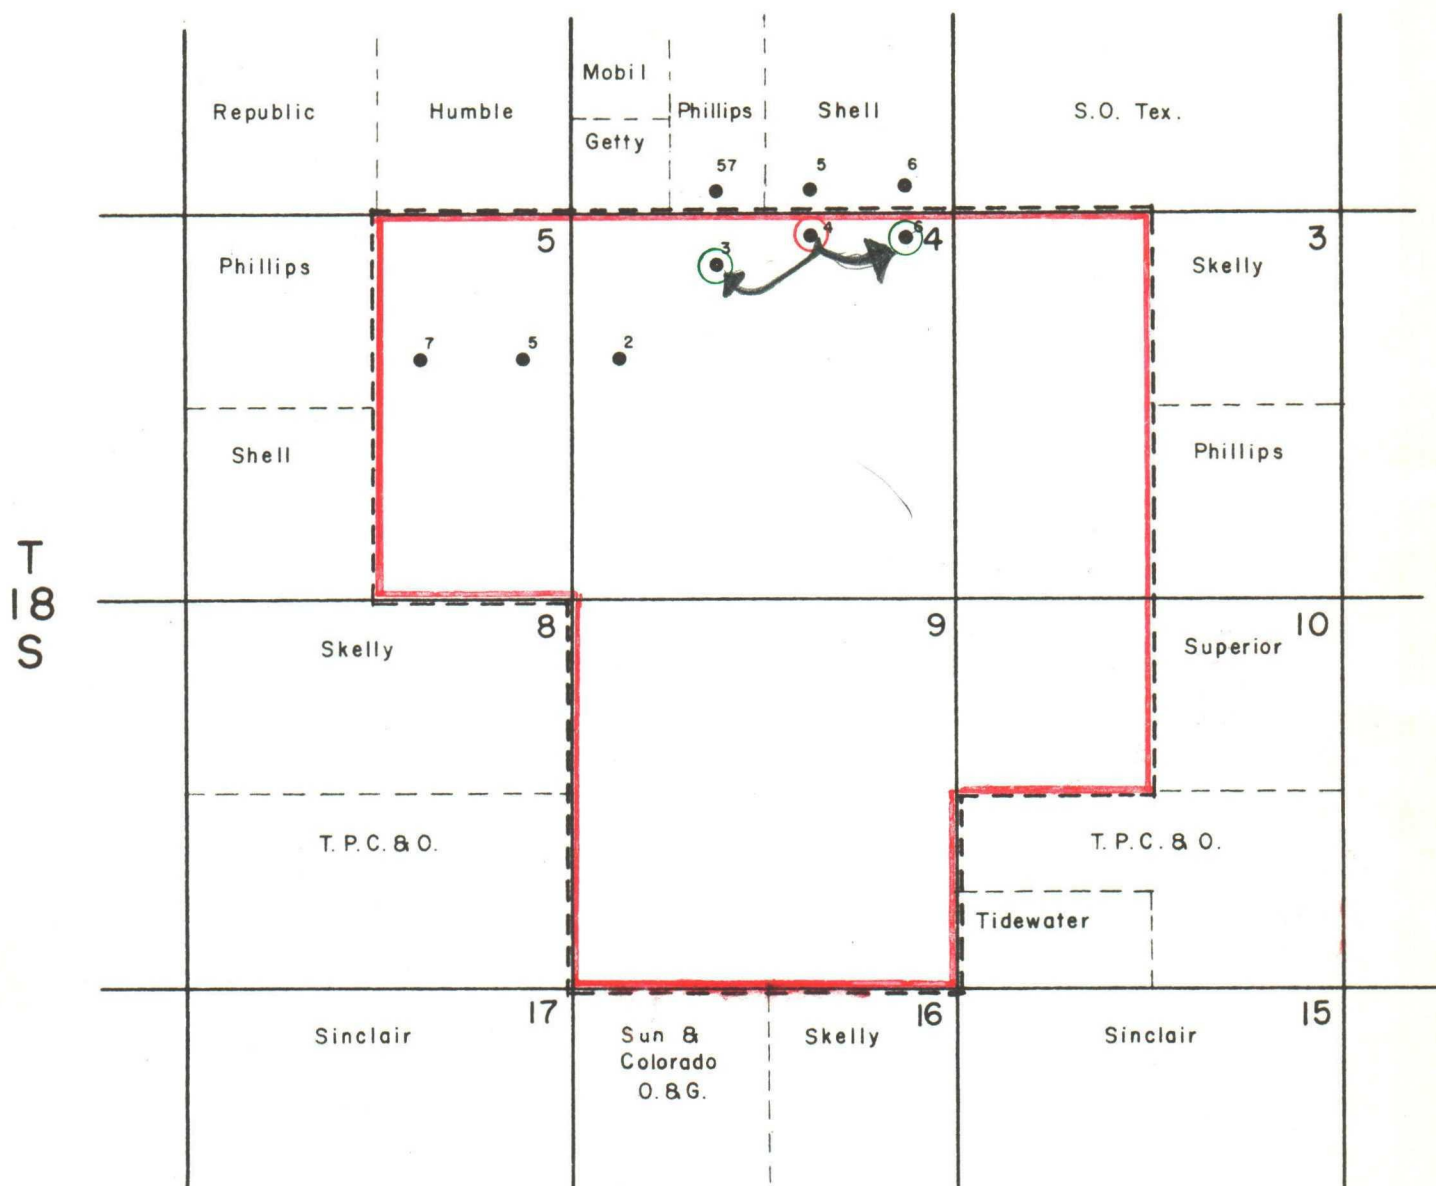 Mobil
Republic
Humble
Phillips
Shell
S.O. Tex.
Getty
57
5
6
5
3
4
6
4
3
Phillips
Skelly
7
5
2
Shell
Phillips
T
18
S
8
9
10
Skelly
Superior
T.P.C.&O.
T.P.C.&O.
Tidewater
17
16
15
Sinclair
Sun &
Colorado
O.&G.
Skelly
Sinclair